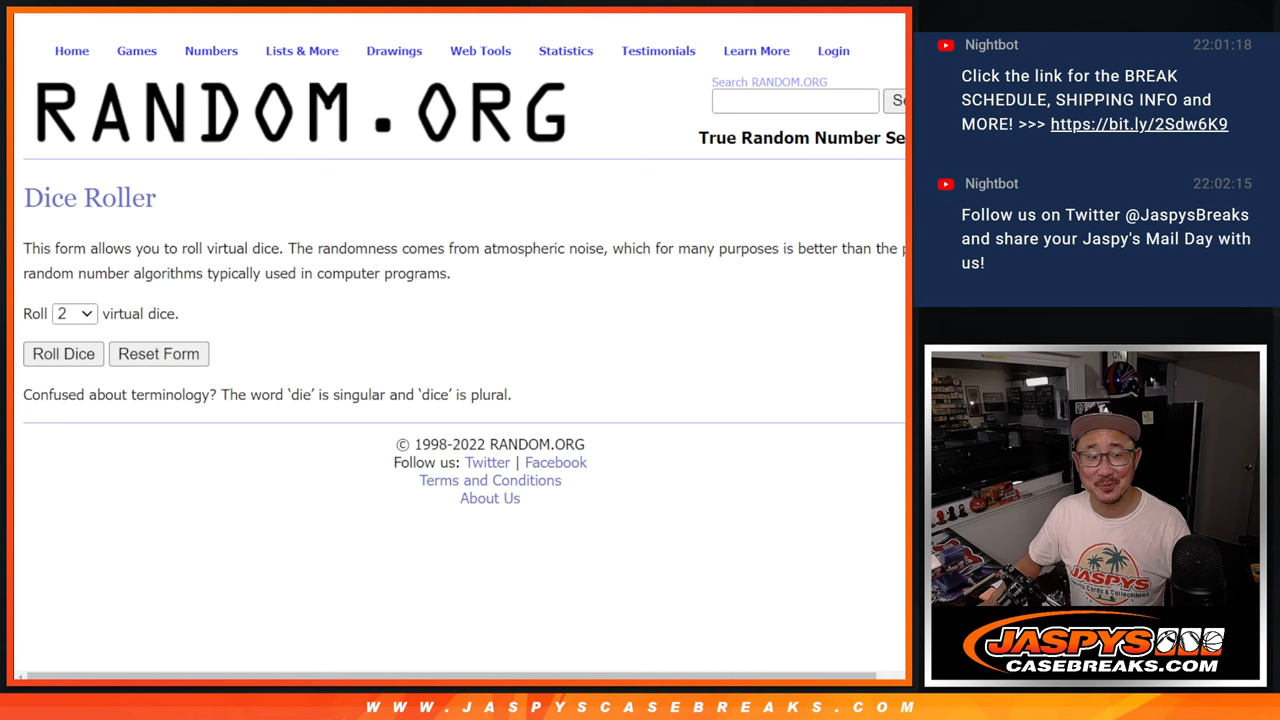 Home Games Numbers Lists & More Drawings Web Tools Statistics Testimonials Learn More Login
RANDOM.ORG
Search RANDOM.ORG
True Random Number Se
Dice Roller
This form allows you to roll virtual dice. The randomness comes from atmospheric noise, which for many purposes is better than the p
random number algorithms typically used in computer programs.
Roll 2 virtual dice.
Roll Dice Reset Form
Confused about terminology? The word ‘die’ is singular and ‘dice’ is plural.
© 1998-2022 RANDOM.ORG
Follow us: Twitter | Facebook
Terms and Conditions
About Us
Nightbot 22:01:18
Click the link for the BREAK
SCHEDULE, SHIPPING INFO and
MORE! >>> https://bit.ly/2Sdw6K9
Nightbot 22:02:15
Follow us on Twitter @JaspysBreaks
and share your Jaspy's Mail Day with
us!
JASPYS
JASPYS
CASEBREAKS.COM
WWW.JASPYSCASEBREAKS.COM